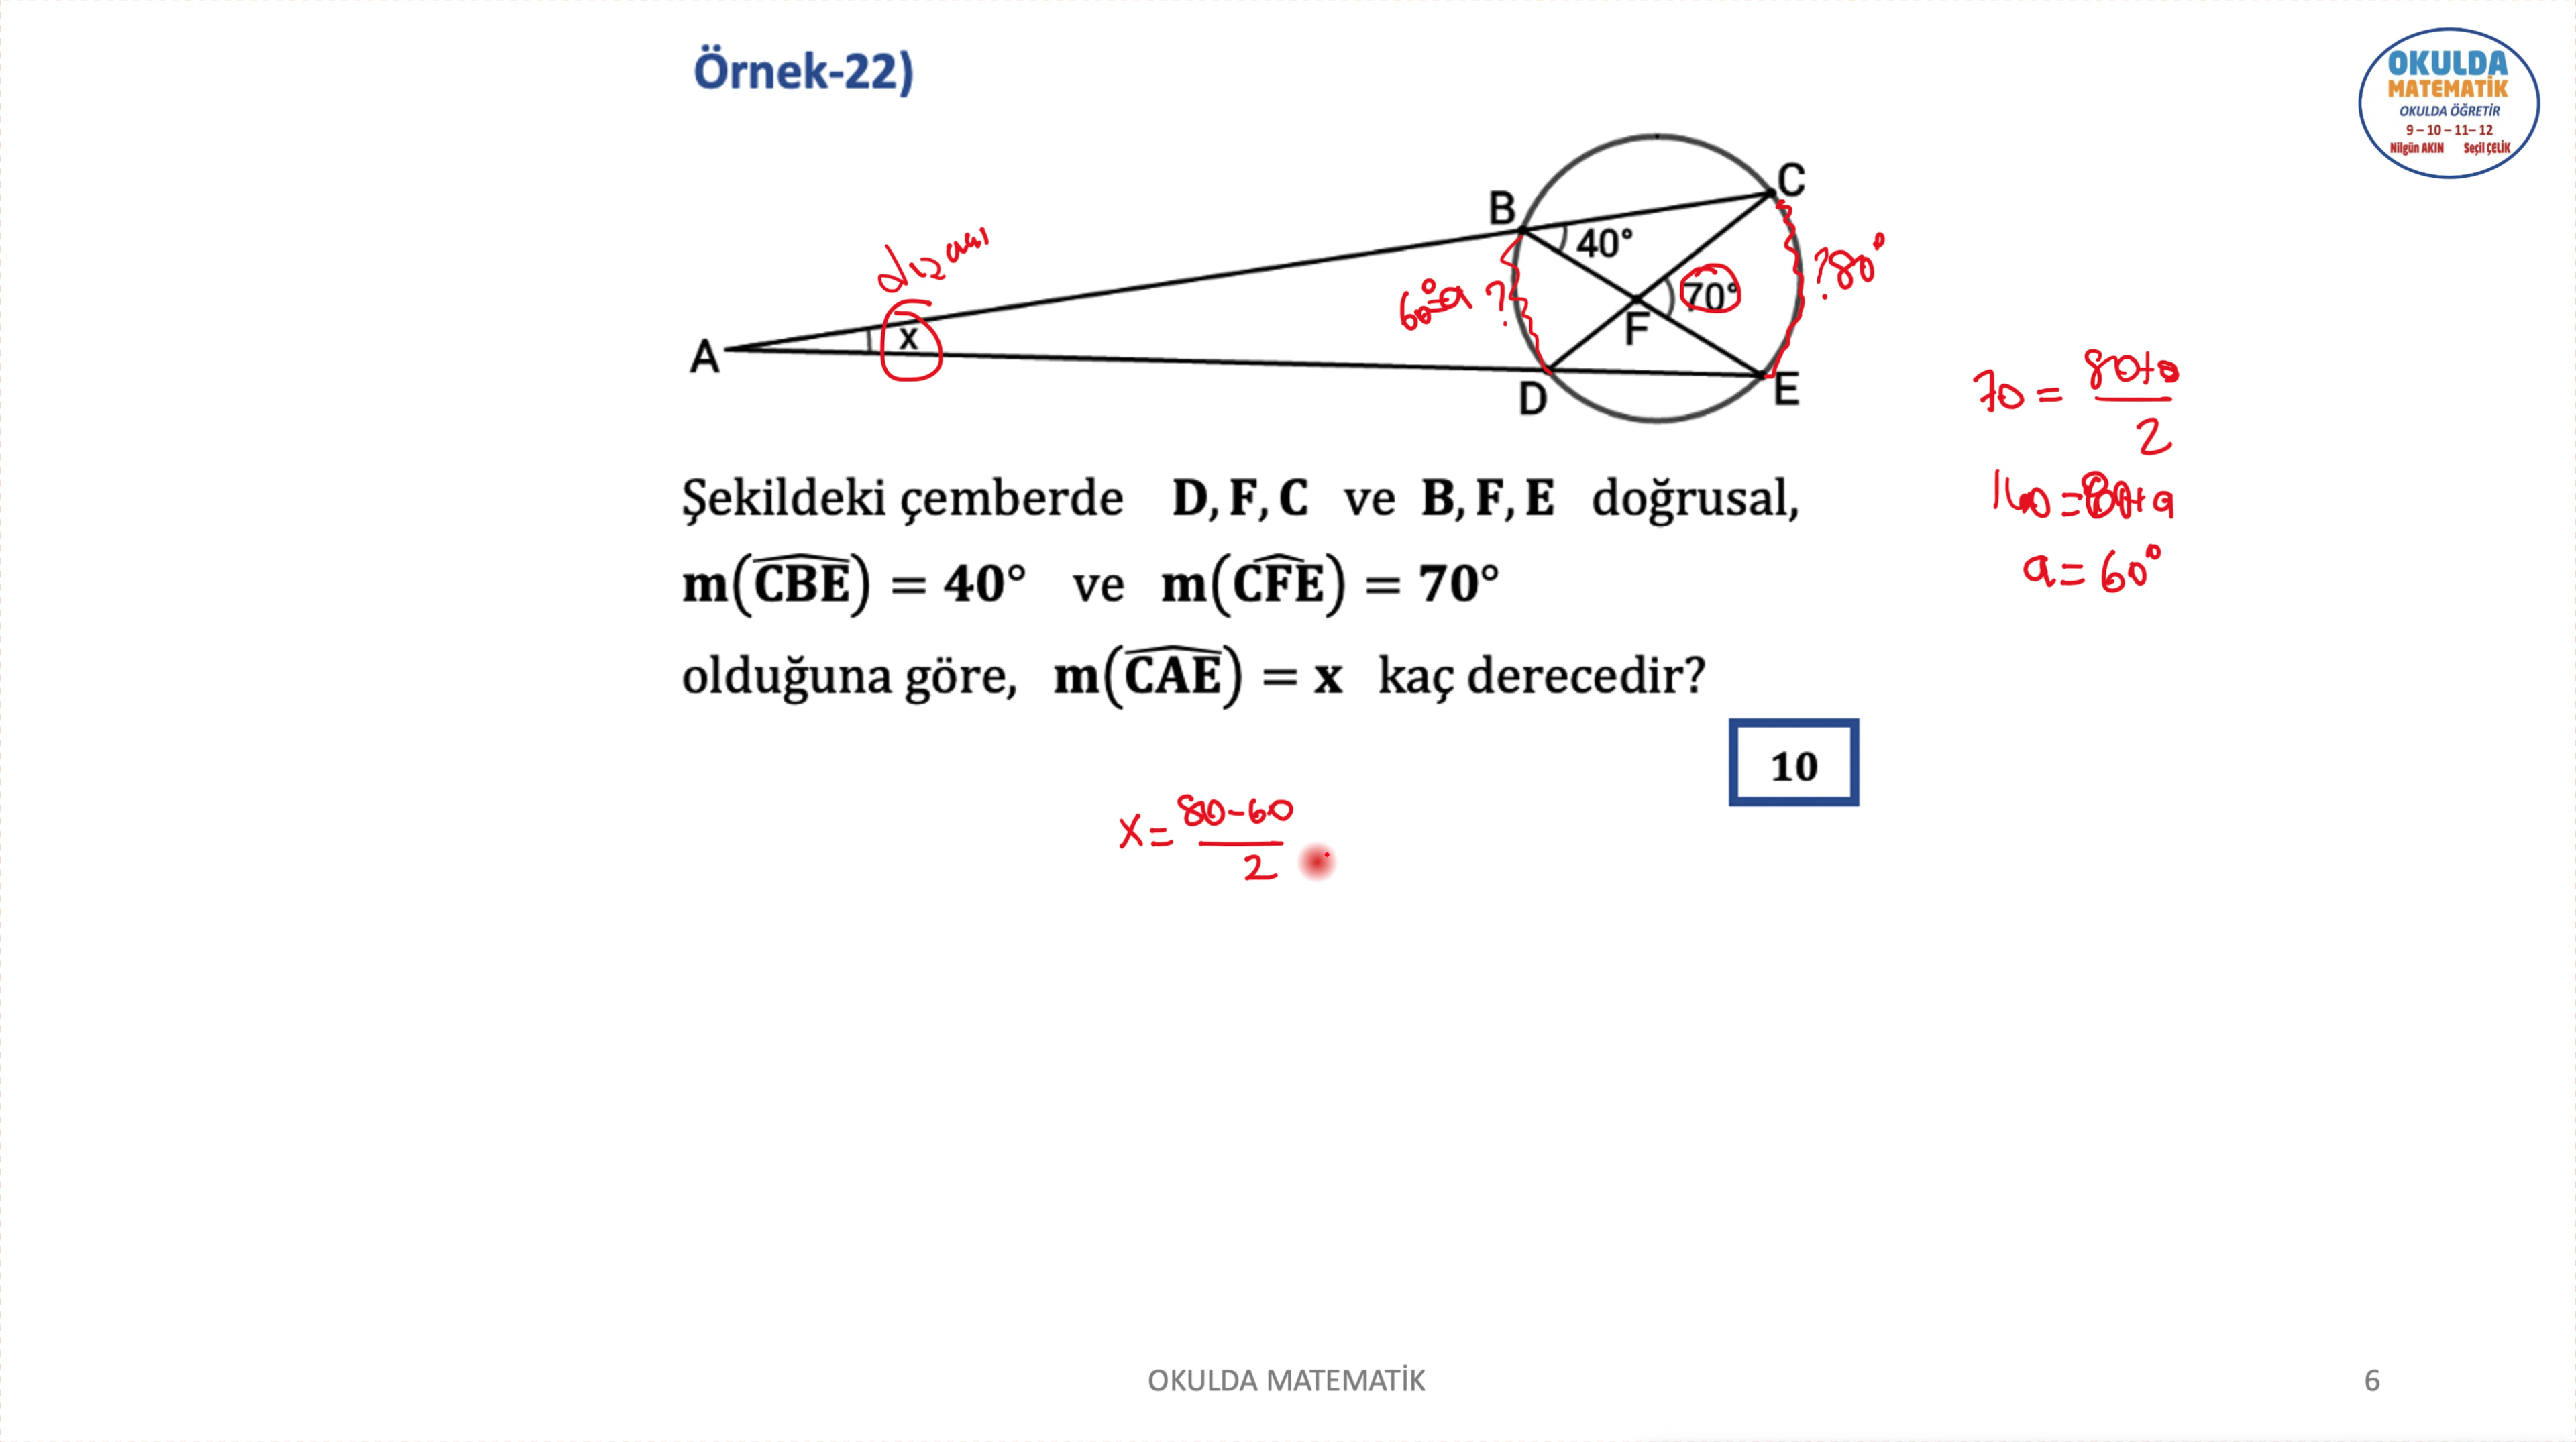 Örnek-22)
OKULDA
MATEMATİK
OKULDA ÖĞRETİR
9 – 10 – 11– 12
Nilgün AKIN Seçil ÇELİK
C
B
40°
dış açı
?80°
60°=a ?
70°
x
F
A
D
E
70 = 80+a / 2
140 = 80+a
a = 60°
Şekildeki çemberde D, F, C ve B, F, E doğrusal,
m(CBE) = 40° ve m(CFE) = 70°
olduğuna göre, m(CAE) = x kaç derecedir?
10
x = 80-60 / 2
OKULDA MATEMATİK
6